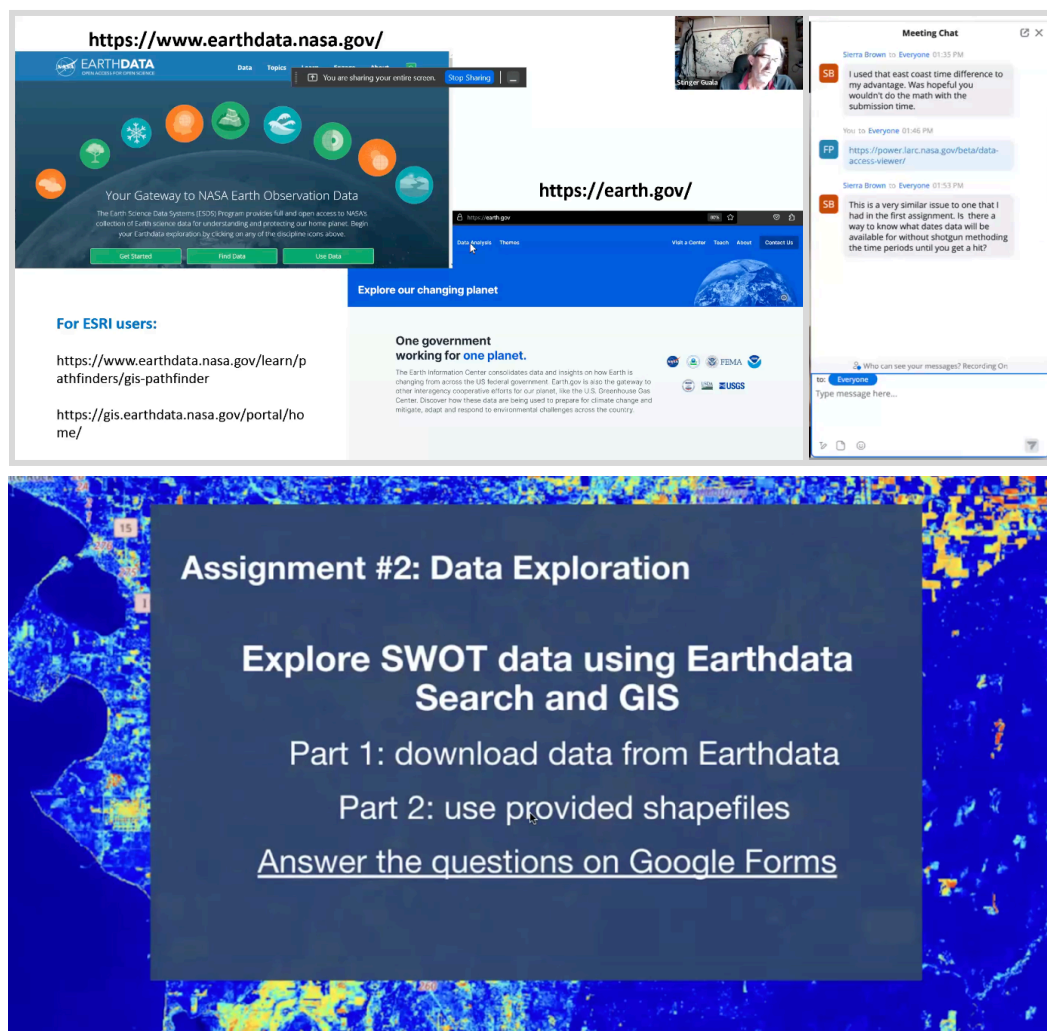 https://www.earthdata.nasa.gov/
EARTHDATA
OPEN ACCESS FOR OPEN SCIENCE
Data Topics Learn Engage About
You are sharing your entire screen. Stop Sharing
Your Gateway to NASA Earth Observation Data
The Earth Science Data Systems (ESDS) Program provides full and open access to NASA's
collection of Earth science data for understanding and protecting our home planet. Begin
your Earthdata exploration by clicking on any of the discipline icons above.
Get Started Find Data Use Data
Stinger Guala
https://earth.gov/
https://earth.gov
Data Analysis Themes Visit a Center Teach About Contact Us
Explore our changing planet
One government
working for one planet.
The Earth Information Center consolidates data and insights on how Earth is
changing from across the US federal government. Earth.gov is also the gateway to
other interagency cooperative efforts for our planet, like the U.S. Greenhouse Gas
Center. Discover how these data are being used to prepare for climate change and
mitigate, adapt and respond to environmental challenges across the country.
FEMA
USDA USGS
For ESRI users:
https://www.earthdata.nasa.gov/learn/p
athfinders/gis-pathfinder
https://gis.earthdata.nasa.gov/portal/ho
me/
Meeting Chat
Sierra Brown to Everyone 01:35 PM
SB
I used that east coast time difference to
my advantage. Was hopeful you
wouldn't do the math with the
submission time.
You to Everyone 01:46 PM
FP
https://power.larc.nasa.gov/beta/data-
access-viewer/
Sierra Brown to Everyone 01:53 PM
SB
This is a very similar issue to one that I
had in the first assignment. Is there a
way to know what dates data will be
available for without shotgun methoding
the time periods until you get a hit?
Who can see your messages? Recording On
to: Everyone
Type message here...
15
Assignment #2: Data Exploration
Explore SWOT data using Earthdata
Search and GIS
Part 1: download data from Earthdata
Part 2: use provided shapefiles
Answer the questions on Google Forms
260